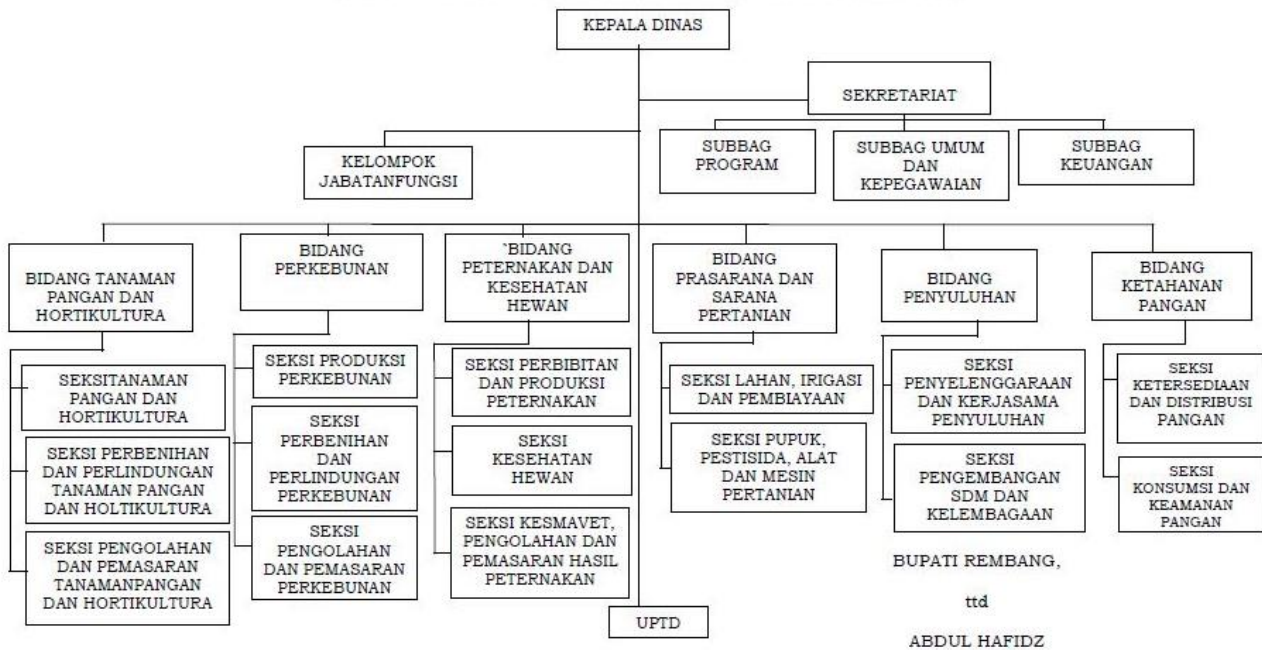 KEPALA DINAS
SEKRETARIAT
SUBBAG
PROGRAM
SUBBAG UMUM
DAN
KEPEGAWAIAN
SUBBAG
KEUANGAN
KELOMPOK
JABATANFUNGSI
BIDANG TANAMAN
PANGAN DAN
HORTIKULTURA
BIDANG
PERKEBUNAN
`BIDANG
PETERNAKAN DAN
KESEHATAN
HEWAN
BIDANG
PRASARANA DAN
SARANA
PERTANIAN
BIDANG
PENYULUHAN
BIDANG
KETAHANAN
PANGAN
SEKSITANAMAN
PANGAN DAN
HORTIKULTURA
SEKSI PERBENIHAN
DAN PERLINDUNGAN
TANAMAN PANGAN
DAN HOLTIKULTURA
SEKSI PENGOLAHAN
DAN PEMASARAN
TANAMANPANGAN
DAN HORTIKULTURA
SEKSI PRODUKSI
PERKEBUNAN
SEKSI
PERBENIHAN
DAN
PERLINDUNGAN
PERKEBUNAN
SEKSI
PENGOLAHAN
DAN PEMASARAN
PERKEBUNAN
SEKSI PERBIBITAN
DAN PRODUKSI
PETERNAKAN
SEKSI
KESEHATAN
HEWAN
SEKSI KESMAVET,
PENGOLAHAN DAN
PEMASARAN HASIL
PETERNAKAN
SEKSI LAHAN, IRIGASI
DAN PEMBIAYAAN
SEKSI PUPUK,
PESTISIDA, ALAT
DAN MESIN
PERTANIAN
SEKSI
PENYELENGGARAAN
DAN KERJASAMA
PENYULUHAN
SEKSI
PENGEMBANGAN
SDM DAN
KELEMBAGAAN
SEKSI
KETERSEDIAAN
DAN DISTRIBUSI
PANGAN
SEKSI
KONSUMSI DAN
KEAMANAN
PANGAN
UPTD
BUPATI REMBANG,
ttd
ABDUL HAFIDZ